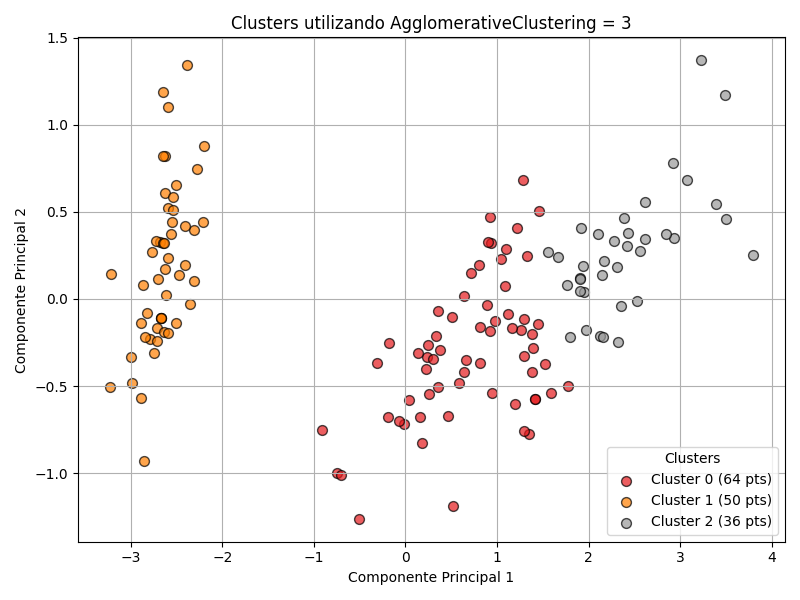 Clusters utilizando AgglomerativeClustering = 3
Componente Principal 2
1.5
1.0
0.5
0.0
−0.5
−1.0
−3
−2
−1
0
1
2
3
4
Componente Principal 1
Clusters
Cluster 0 (64 pts)
Cluster 1 (50 pts)
Cluster 2 (36 pts)